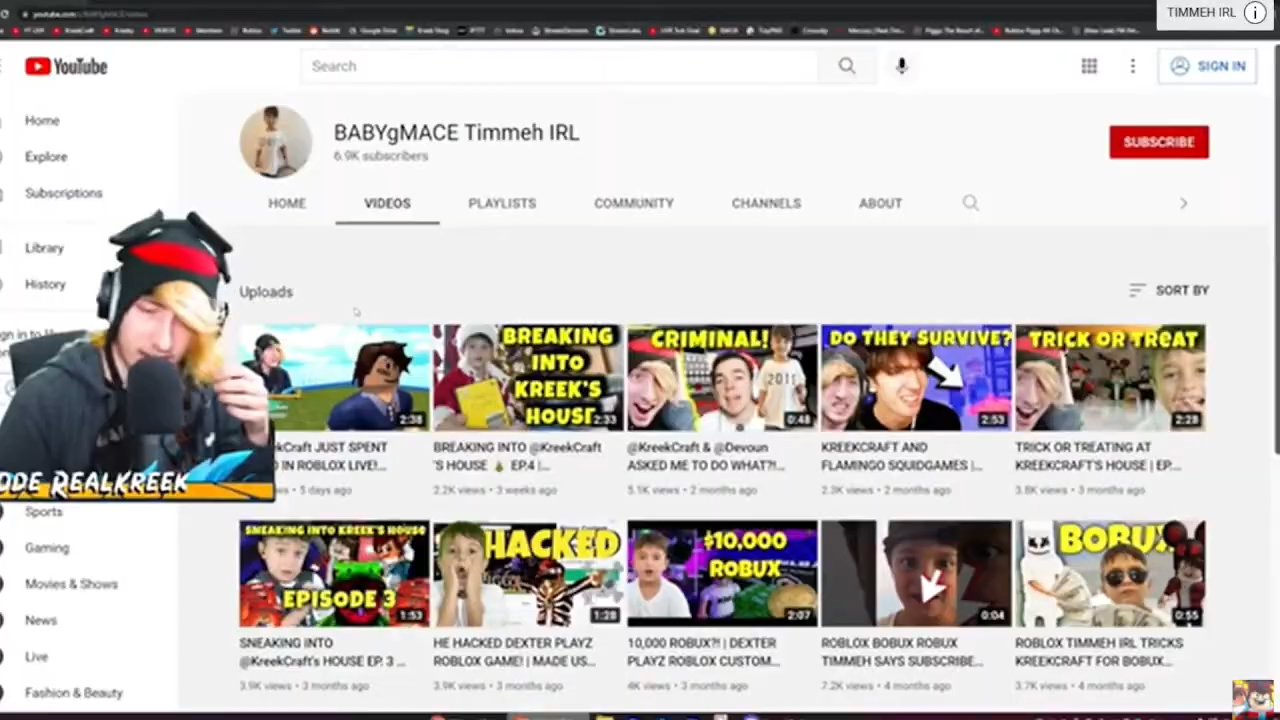 TIMMEH IRL
YouTube
Search
SIGN IN
Home
Explore
Subscriptions
Library
History
Sports
Gaming
Movies & Shows
News
Live
Fashion & Beauty
BABYgMACE Timmeh IRL
6.9K subscribers
SUBSCRIBE
HOME
VIDEOS
PLAYLISTS
COMMUNITY
CHANNELS
ABOUT
Uploads
SORT BY
2:38
BREAKING
INTO
KREEK'S
HOUSE
2:33
CRIMINAL!
2011
0:48
DO THEY SURVIVE?
2:53
TRICK OR TREAT
2:28
JUST SPENT
IN ROBLOX LIVE!...
5 days ago
BREAKING INTO @KreekCraft
'S HOUSE 🎄 EP.4 |...
2.2K views • 3 weeks ago
@KreekCraft & @Devoun
ASKED ME TO DO WHAT?!...
5.1K views • 2 months ago
KREEKCRAFT AND
FLAMINGO SQUIDGAMES |...
2.3K views • 2 months ago
TRICK OR TREATING AT
KREEKCRAFT'S HOUSE | EP....
3.8K views • 3 months ago
REALKREEK
SNEAKING INTO KREEK'S HOUSE
EPISODE 3
1:53
HACKED
1:28
$10,000
ROBUX
2:07
0:04
BOBUX
0:55
SNEAKING INTO
@KreekCraft's HOUSE EP. 3 ...
3.9K views • 3 months ago
HE HACKED DEXTER PLAYZ
ROBLOX GAME! | MADE US...
3.9K views • 3 months ago
10,000 ROBUX?! | DEXTER
PLAYZ ROBLOX CUSTOM...
4K views • 3 months ago
ROBLOX BOBUX ROBUX
TIMMEH SAYS SUBSCRIBE...
7.2K views • 4 months ago
ROBLOX TIMMEH IRL TRICKS
KREEKCRAFT FOR BOBUX...
3.7K views • 4 months ago